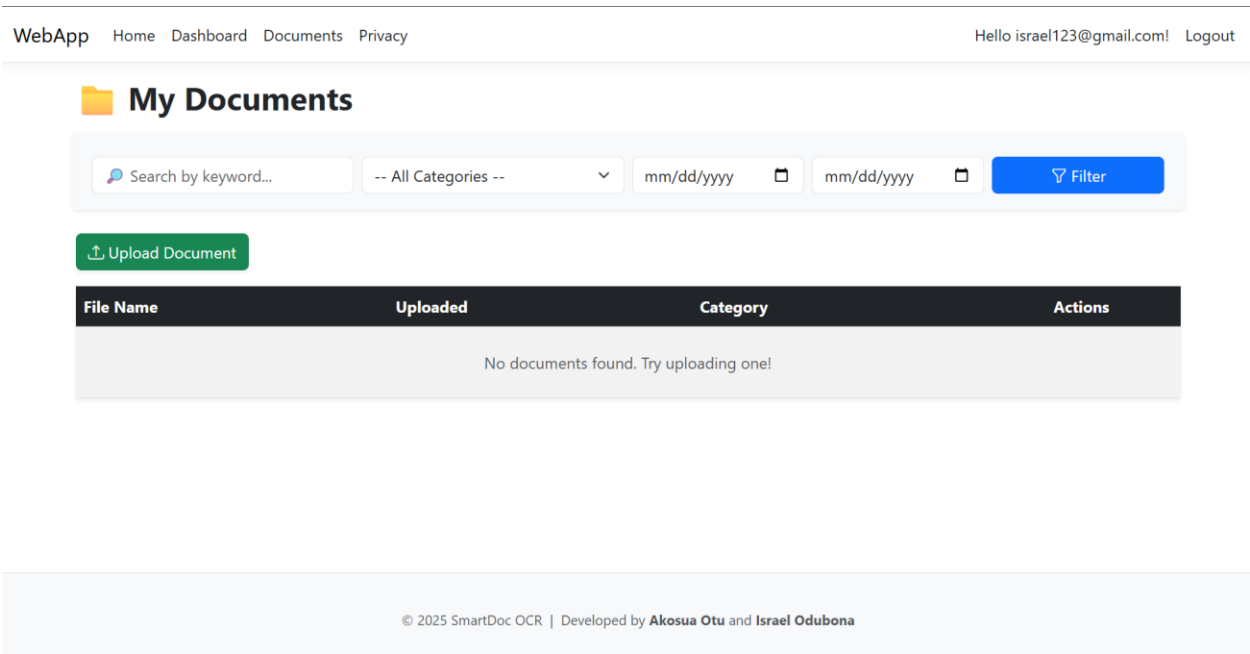 WebApp Home Dashboard Documents Privacy Hello israel123@gmail.com! Logout
My Documents
Search by keyword... -- All Categories -- mm/dd/yyyy mm/dd/yyyy Filter
Upload Document
File Name Uploaded Category Actions
No documents found. Try uploading one!
© 2025 SmartDoc OCR | Developed by Akosua Otu and Israel Odubona